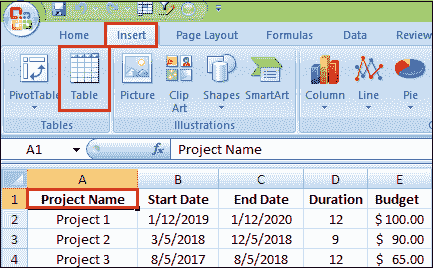 Home Insert Page Layout Formulas Data Review
PivotTable Table Picture Clip Art Shapes SmartArt Column Line Pie
Tables Illustrations
A1 fx Project Name
A B C D E
1 Project Name Start Date End Date Duration Budget
2 Project 1 1/12/2019 1/12/2020 12 $100.00
3 Project 2 3/5/2018 12/5/2018 9 $ 90.00
4 Project 3 8/5/2017 8/5/2018 12 $ 65.00